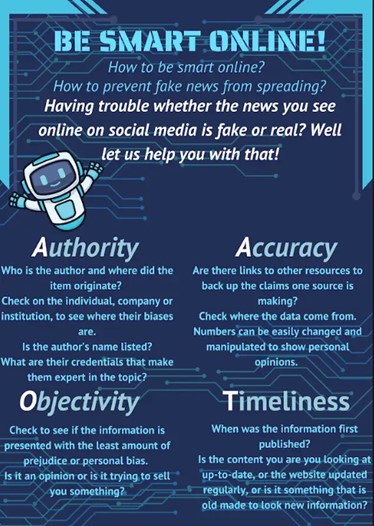 BE SMART ONLINE!
How to be smart online?
How to prevent fake news from spreading?
Having trouble whether the news you see
online on social media is fake or real? Well
let us help you with that!
Authority
Who is the author and where did the
item originate?
Check on the individual, company or
institution, to see where their biases
are.
Is the author's name listed?
What are their credentials that make
them expert in the topic?
Accuracy
Are there links to other resources to
back up the claims one source is
making?
Check where the data come from.
Numbers can be easily changed and
manipulated to show personal
opinions.
Objectivity
Check to see if the information is
presented with the least amount of
prejudice or personal bias.
Is it an opinion or is it trying to sell
you something?
Timeliness
When was the information first
published?
Is the content you are you looking at
up-to-date, or the website updated
regularly, or is it something that is
old made to look new information?